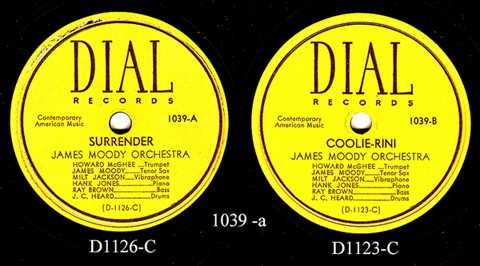 DIAL
RECORDS
Contemporary
American Music
1039-A
SURRENDER
JAMES MOODY ORCHESTRA
HOWARD McGHEE....Trumpet
JAMES MOODY........Tenor Sax
MILT JACKSON......Vibraphone
HANK JONES..............Piano
RAY BROWN................Bass
J. C. HEARD................Drums
(D-1126-C)
D1126-C
1039 -a
DIAL
RECORDS
Contemporary
American Music
1039-B
COOLIE-RINI
JAMES MOODY ORCHESTRA
HOWARD McGHEE....Trumpet
JAMES MOODY........Tenor Sax
MILT JACKSON......Vibraphone
HANK JONES..............Piano
RAY BROWN................Bass
J. C. HEARD................Drums
(D-1123-C)
D1123-C